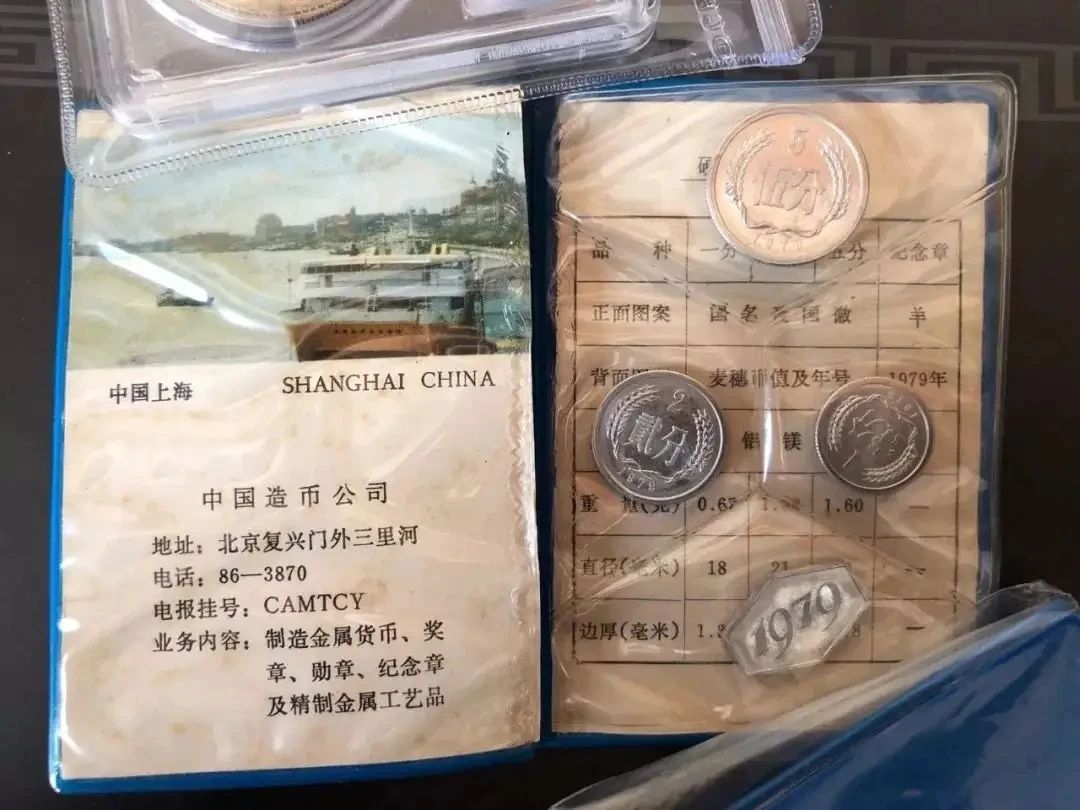 中国上海 SHANGHAI CHINA
中国造币公司
地址：北京复兴门外三里河
电话：86—3870
电报挂号：CAMTCY
业务内容：制造金属货币、奖
章、勋章、纪念章
及精制金属工艺品
5
伍分
品 种 一分 五分 纪念章
正面图案 国名及国徽 羊
背面图 麦穗币值及年号 1979年
2
贰分
一分
铝 镁
重量(克) 0.67 1.60 —
直径(毫米) 18 21 —
边厚(毫米) —
1979